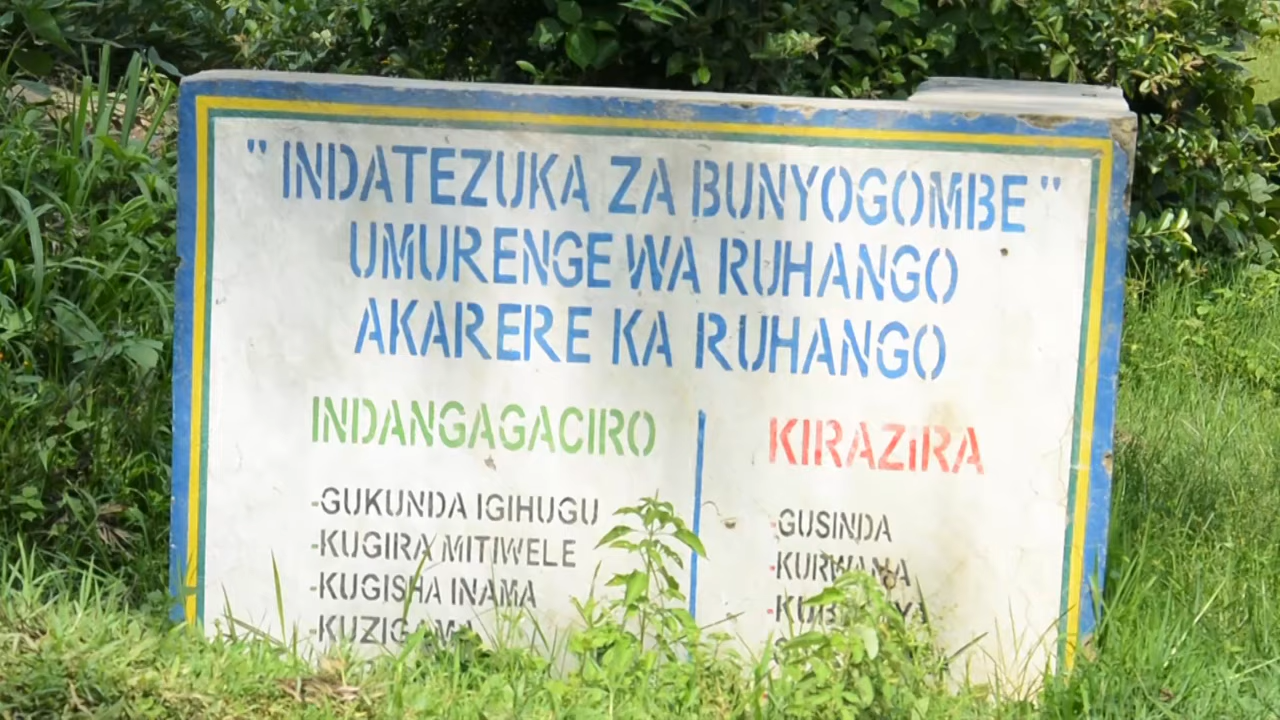 " INDATEZUKA ZA BUNYOGOMBE "
UMURENGE WA RUHANGO
AKARERE KA RUHANGO
INDANGAGACIRO
-GUKUNDA IGIHUGU
-KUGIRA MITIWELE
-KUGISHA INAMA
-KUZIGAMA
KIRAZIRA
-GUSINDA
-KURWANA